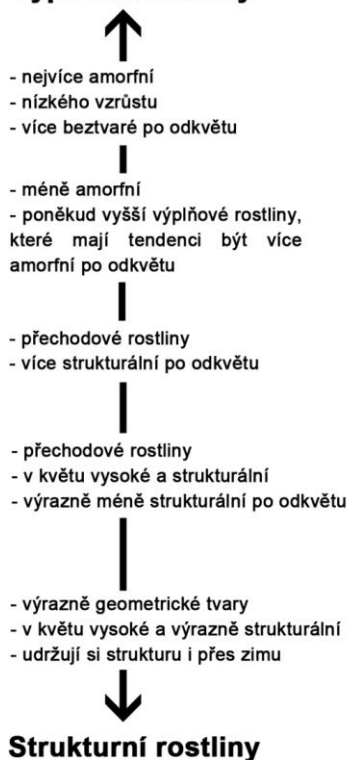 - nejvíce amorfní
- nízkého vzrůstu
- více beztvaré po odkvětu
- méně amorfní
- poněkud vyšší výplňové rostliny,
které mají tendenci být více
amorfní po odkvětu
- přechodové rostliny
- více strukturální po odkvětu
- přechodové rostliny
- v květu vysoké a strukturální
- výrazně méně strukturální po odkvětu
- výrazně geometrické tvary
- v květu vysoké a výrazně strukturální
- udržují si strukturu i přes zimu
Strukturní rostliny